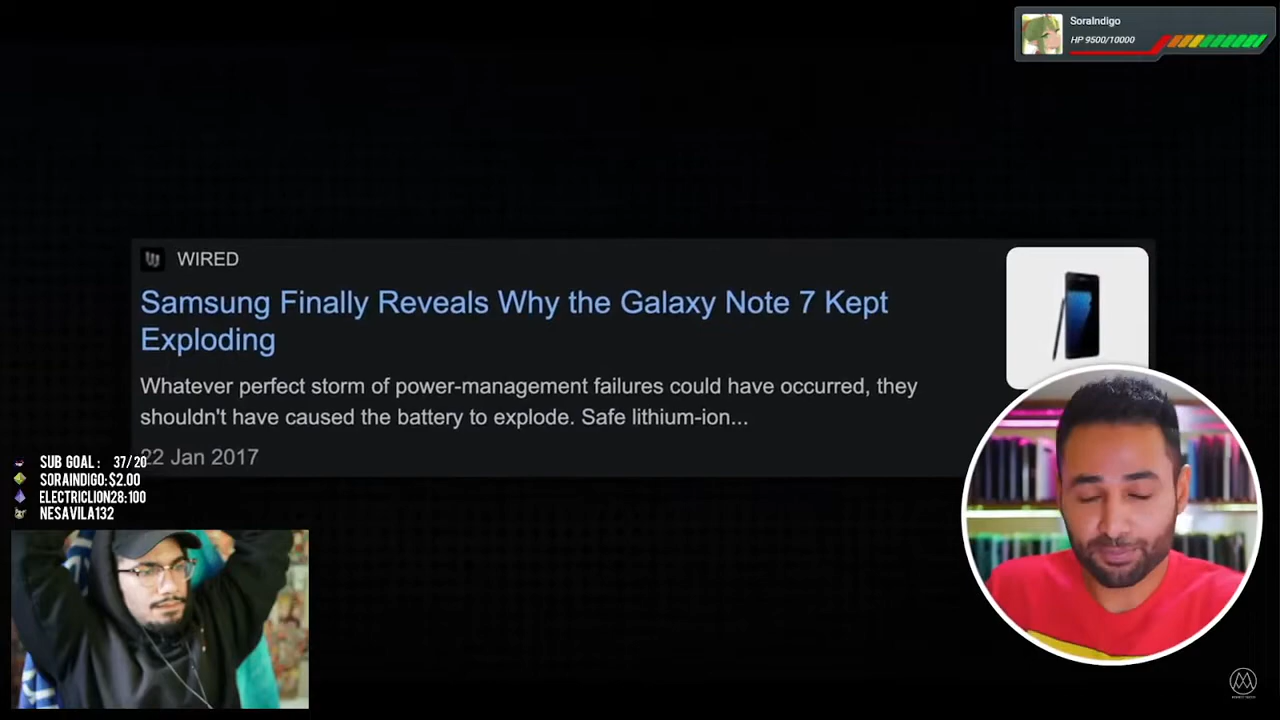 SoraIndigo
HP 9500/10000
WIRED
Samsung Finally Reveals Why the Galaxy Note 7 Kept
Exploding
Whatever perfect storm of power-management failures could have occurred, they
shouldn't have caused the battery to explode. Safe lithium-ion...
22 Jan 2017
SUB GOAL : 37/20
SORAINDIGO:$2.00
ELECTRICLION28:100
NESAVILA132